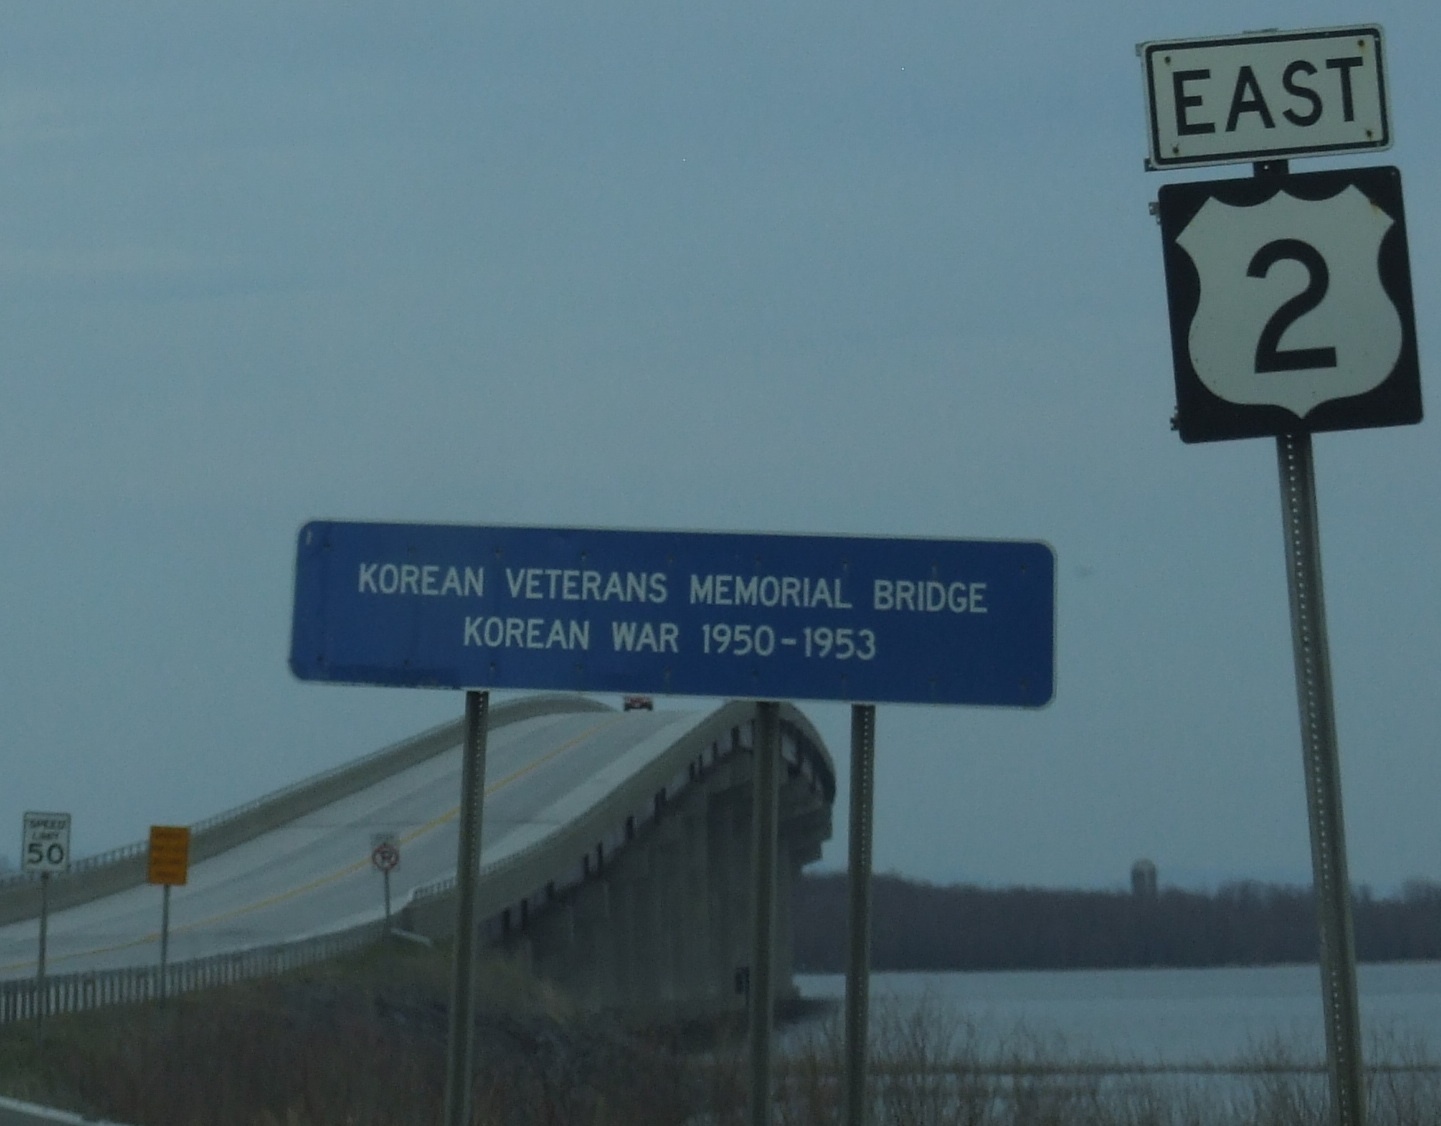 EAST
2
KOREAN VETERANS MEMORIAL BRIDGE
KOREAN WAR 1950-1953
SPEED
LIMIT
50